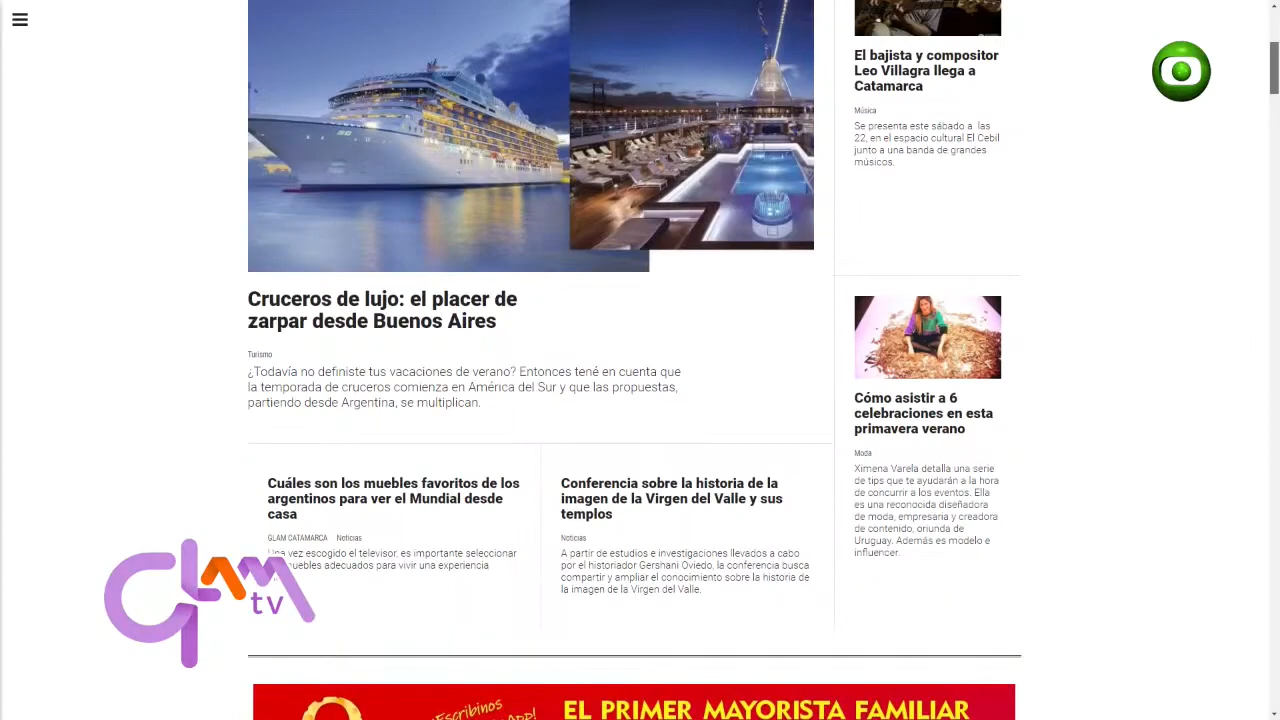 El bajista y compositor
Leo Villagra llega a
Catamarca
Música
Se presenta este sábado a las
22, en el espacio cultural El Cebil
junto a una banda de grandes
músicos.
Cruceros de lujo: el placer de
zarpar desde Buenos Aires
Turismo
¿Todavía no definiste tus vacaciones de verano? Entonces tené en cuenta que
la temporada de cruceros comienza en América del Sur y que las propuestas,
partiendo desde Argentina, se multiplican.
Cómo asistir a 6
celebraciones en esta
primavera verano
Moda
Ximena Varela detalla una serie
de tips que te ayudarán a la hora
de concurrir a los eventos. Ella
es una reconocida diseñadora
de moda, empresaria y creadora
de contenido, oriunda de
Uruguay. Además es modelo e
influencer.
Cuáles son los muebles favoritos de los
argentinos para ver el Mundial desde
casa
GLAM CATAMARCA Noticias
Una vez escogido el televisor, es importante seleccionar
muebles adecuados para vivir una experiencia
Conferencia sobre la historia de la
imagen de la Virgen del Valle y sus
templos
Noticias
A partir de estudios e investigaciones llevados a cabo
por el historiador Gershani Oviedo, la conferencia busca
compartir y ampliar el conocimiento sobre la historia de
la imagen de la Virgen del Valle.
GLAM
tv
¡Escribinos
EL PRIMER MAYORISTA FAMILIAR